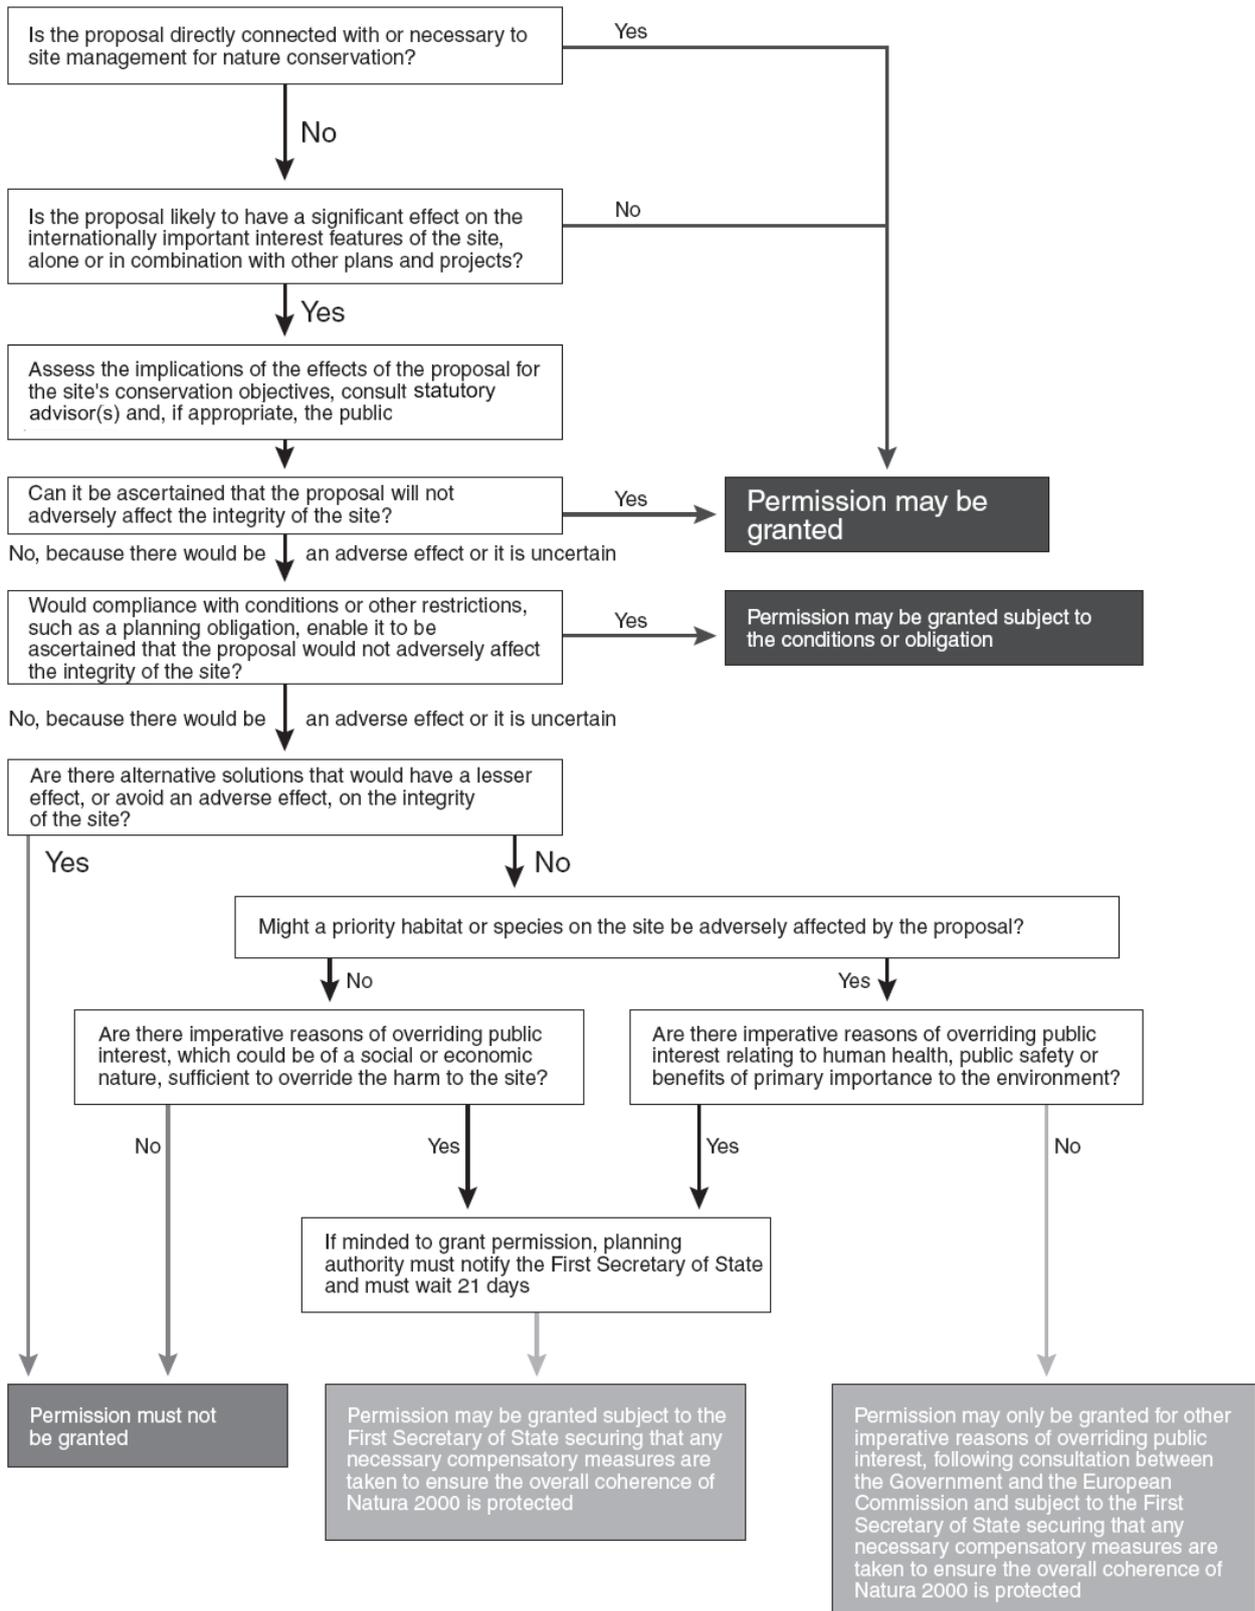 Is the proposal directly connected with or necessary to
site management for nature conservation?
Yes
No
Is the proposal likely to have a significant effect on the
internationally important interest features of the site,
alone or in combination with other plans and projects?
No
Yes
Assess the implications of the effects of the proposal for
the site's conservation objectives, consult statutory
advisor(s) and, if appropriate, the public
Can it be ascertained that the proposal will not
adversely affect the integrity of the site?
Yes
Permission may be
granted
No, because there would be an adverse effect or it is uncertain
Would compliance with conditions or other restrictions,
such as a planning obligation, enable it to be
ascertained that the proposal would not adversely affect
the integrity of the site?
Yes
Permission may be granted subject to
the conditions or obligation
No, because there would be an adverse effect or it is uncertain
Are there alternative solutions that would have a lesser
effect, or avoid an adverse effect, on the integrity
of the site?
Yes
No
Might a priority habitat or species on the site be adversely affected by the proposal?
No
Yes
Are there imperative reasons of overriding public
interest, which could be of a social or economic
nature, sufficient to override the harm to the site?
Are there imperative reasons of overriding public
interest relating to human health, public safety or
benefits of primary importance to the environment?
No
Yes
Yes
No
If minded to grant permission, planning
authority must notify the First Secretary of State
and must wait 21 days
Permission must not
be granted
Permission may be granted subject to the
First Secretary of State securing that any
necessary compensatory measures are
taken to ensure the overall coherence of
Natura 2000 is protected
Permission may only be granted for other
imperative reasons of overriding public
interest, following consultation between
the Government and the European
Commission and subject to the First
Secretary of State securing that any
necessary compensatory measures are
taken to ensure the overall coherence of
Natura 2000 is protected